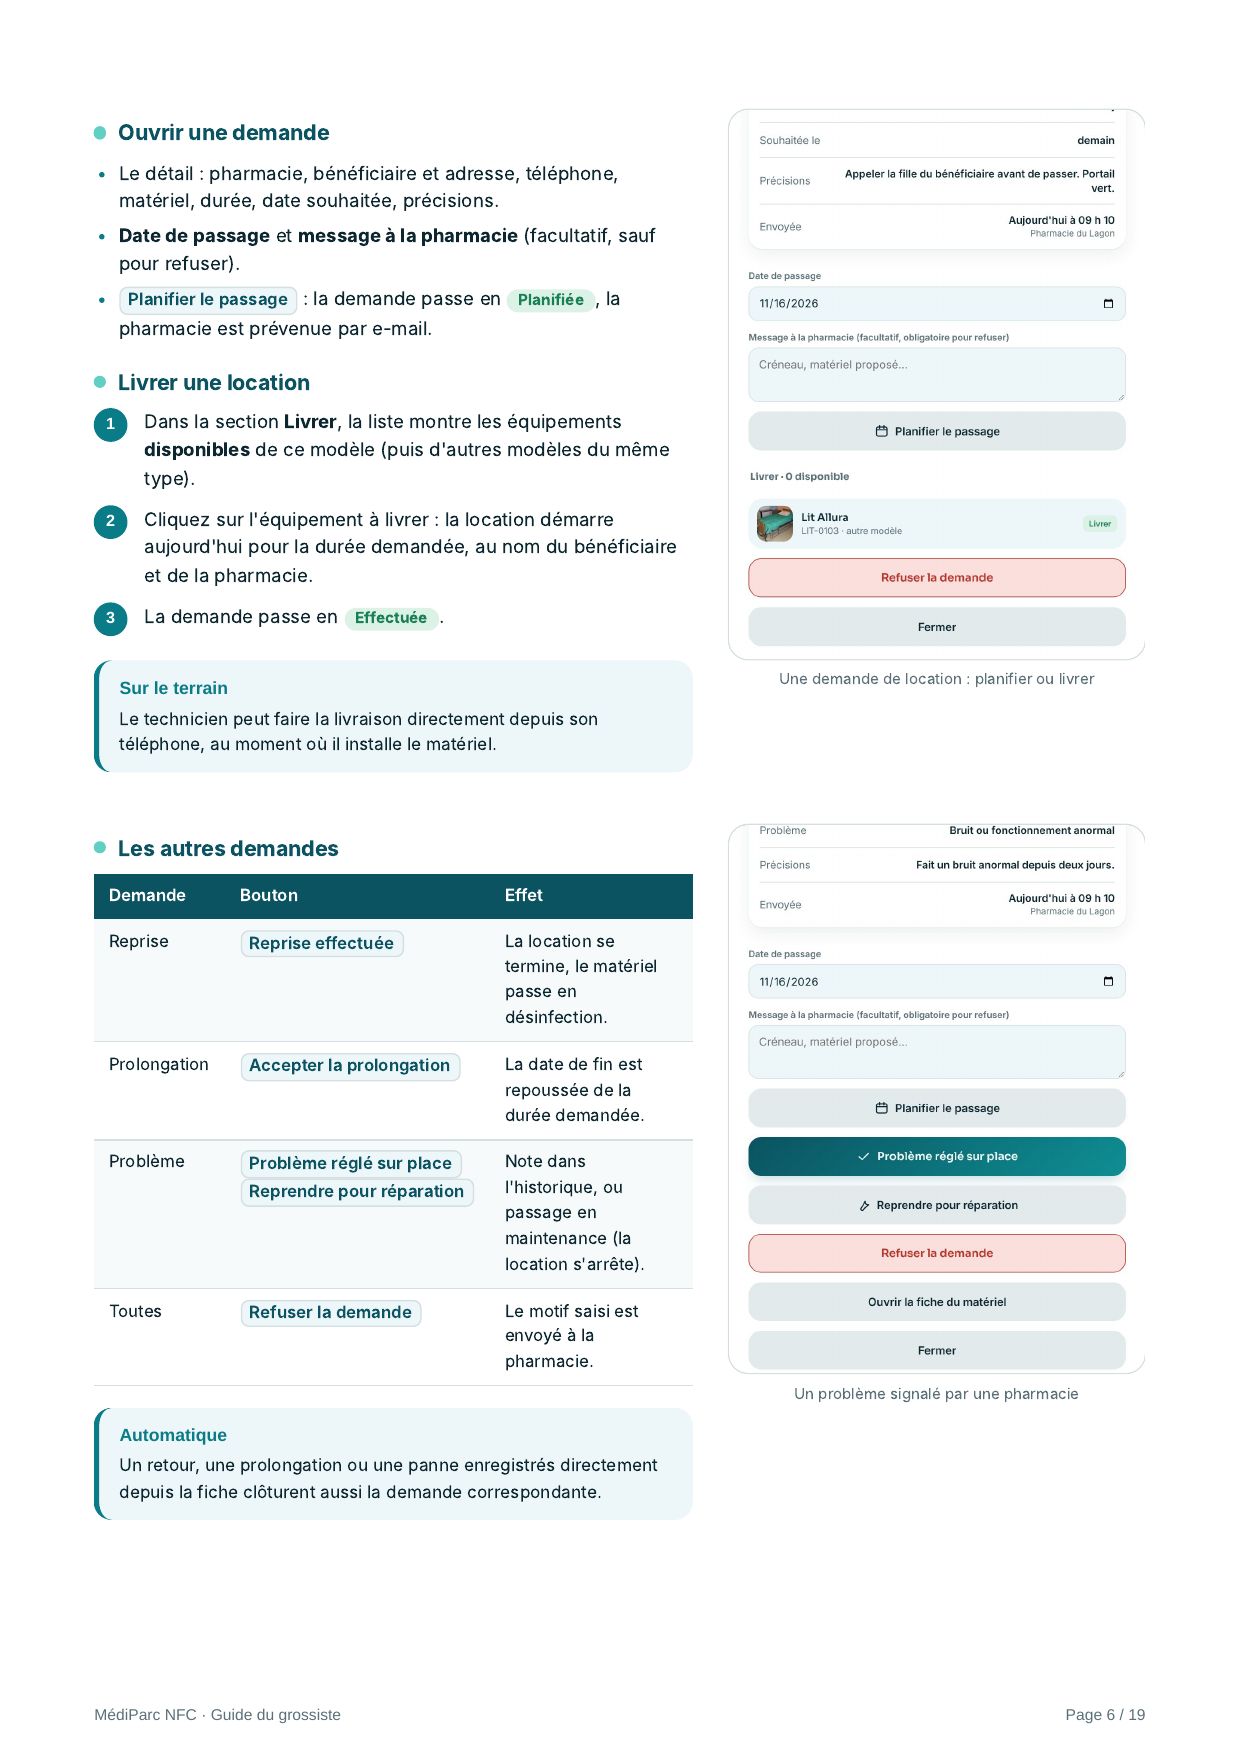 Ouvrir une demande
• Le détail : pharmacie, bénéficiaire et adresse, téléphone,
matériel, durée, date souhaitée, précisions.
• Date de passage et message à la pharmacie (facultatif, sauf
pour refuser).
• Planifier le passage : la demande passe en Planifiée, la
pharmacie est prévenue par e-mail.
Livrer une location
1 Dans la section Livrer, la liste montre les équipements
disponibles de ce modèle (puis d'autres modèles du même
type).
2 Cliquez sur l'équipement à livrer : la location démarre
aujourd'hui pour la durée demandée, au nom du bénéficiaire
et de la pharmacie.
3 La demande passe en Effectuée.
Sur le terrain
Le technicien peut faire la livraison directement depuis son
téléphone, au moment où il installe le matériel.
Souhaitée le demain
Précisions Appeler la fille du bénéficiaire avant de passer. Portail
vert.
Envoyée Aujourd'hui à 09 h 10
Pharmacie du Lagon
Date de passage
11/16/2026
Message à la pharmacie (facultatif, obligatoire pour refuser)
Créneau, matériel proposé...
Planifier le passage
Livrer · 0 disponible
Lit Allura
LIT-0103 · autre modèle
Livrer
Refuser la demande
Fermer
Une demande de location : planifier ou livrer
Les autres demandes
Demande Bouton Effet
Reprise Reprise effectuée La location se
termine, le matériel
passe en
désinfection.
Prolongation Accepter la prolongation La date de fin est
repoussée de la
durée demandée.
Problème Problème réglé sur place Note dans
Reprendre pour réparation l'historique, ou
passage en
maintenance (la
location s'arrête).
Toutes Refuser la demande Le motif saisi est
envoyé à la
pharmacie.
Automatique
Un retour, une prolongation ou une panne enregistrés directement
depuis la fiche clôturent aussi la demande correspondante.
Problème Bruit ou fonctionnement anormal
Précisions Fait un bruit anormal depuis deux jours.
Envoyée Aujourd'hui à 09 h 10
Pharmacie du Lagon
Date de passage
11/16/2026
Message à la pharmacie (facultatif, obligatoire pour refuser)
Créneau, matériel proposé...
Planifier le passage
Problème réglé sur place
Reprendre pour réparation
Refuser la demande
Ouvrir la fiche du matériel
Fermer
Un problème signalé par une pharmacie
MédiParc NFC · Guide du grossiste
Page 6 / 19